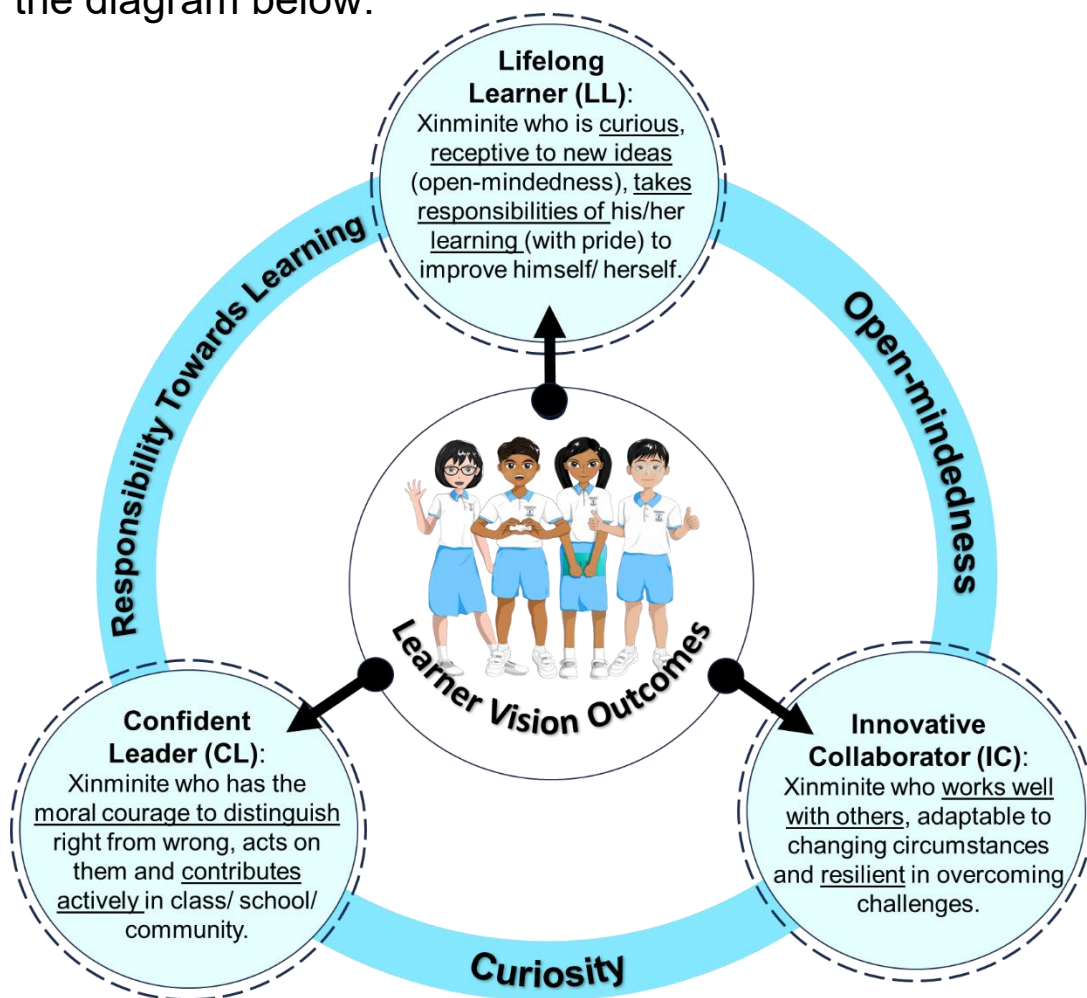 the diagram below.
Lifelong
Learner (LL):
Xinminite who is curious,
receptive to new ideas
(open-mindedness), takes
responsibilities of his/her
learning (with pride) to
improve himself/ herself.
Responsibility Towards Learning
Open-mindedness
Learner Vision Outcomes
Confident
Leader (CL):
Xinminite who has the
moral courage to distinguish
right from wrong, acts on
them and contributes
actively in class/ school/
community.
Innovative
Collaborator (IC):
Xinminite who works well
with others, adaptable to
changing circumstances
and resilient in overcoming
challenges.
Curiosity